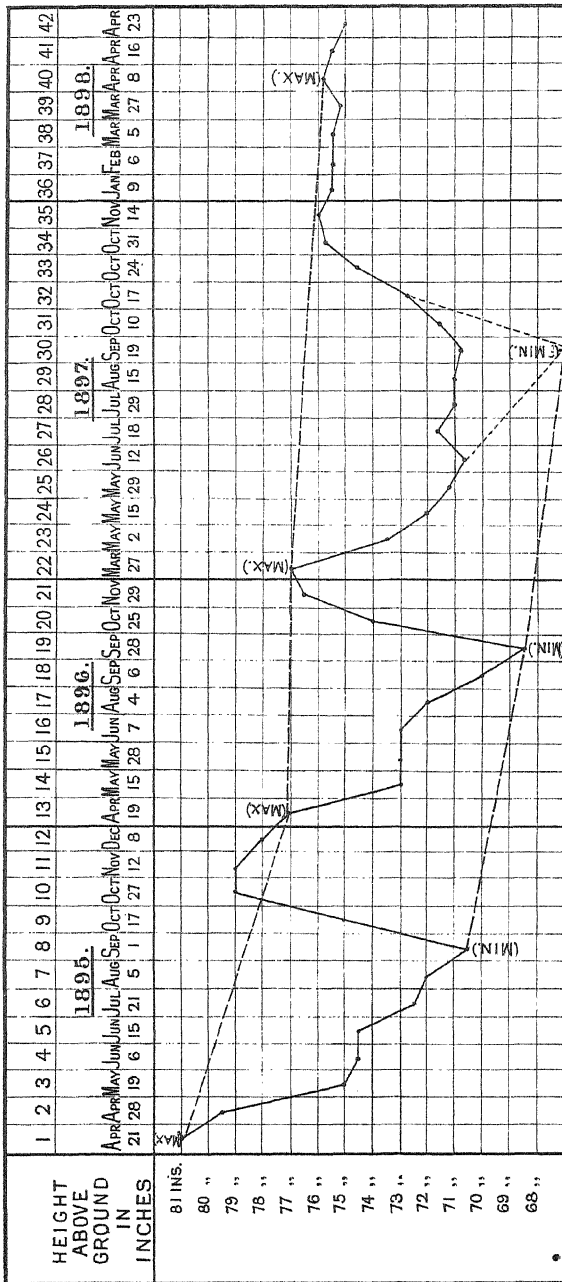 1 2 3 4 5 6 7 8 9 10 11 12 13 14 15 16 17 18 19 20 21 22 23 24 25 26 27 28 29 30 31 32 33 34 35 36 37 38 39 40 41 42
HEIGHT
ABOVE
GROUND
IN
INCHES
1895. 1896. 1897. 1898.
APR APR MAY JUN JUN JUL AUG SEP OCT OCT NOV DEC APR MAY MAY JUN AUG SEP SEP OCT NOV MAR MAY MAY MAY JUN JUL JUL AUG SEP OCT OCT OCT OCT NOV JAN FEB MAR MAR APR APR APR
21 28 19 6 15 21 5 1 17 27 12 8 19 15 28 7 4 6 28 25 29 27 2 15 29 12 18 29 15 19 10 17 24 31 14 9 6 5 27 8 16 23
81 INS.
80 "
79 "
78 "
77 "
76 "
75 "
74 "
73 "
72 "
71 "
70 "
69 "
68 "
(MAX)
(MIN.)
(MAX)
(MIN.)
(MAX.)
(? MIN.)
(MAX.)